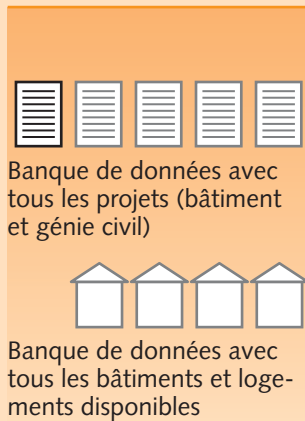 Banque de données avec
tous les projets (bâtiment
et génie civil)
Banque de données avec
tous les bâtiments et loge-
ments disponibles